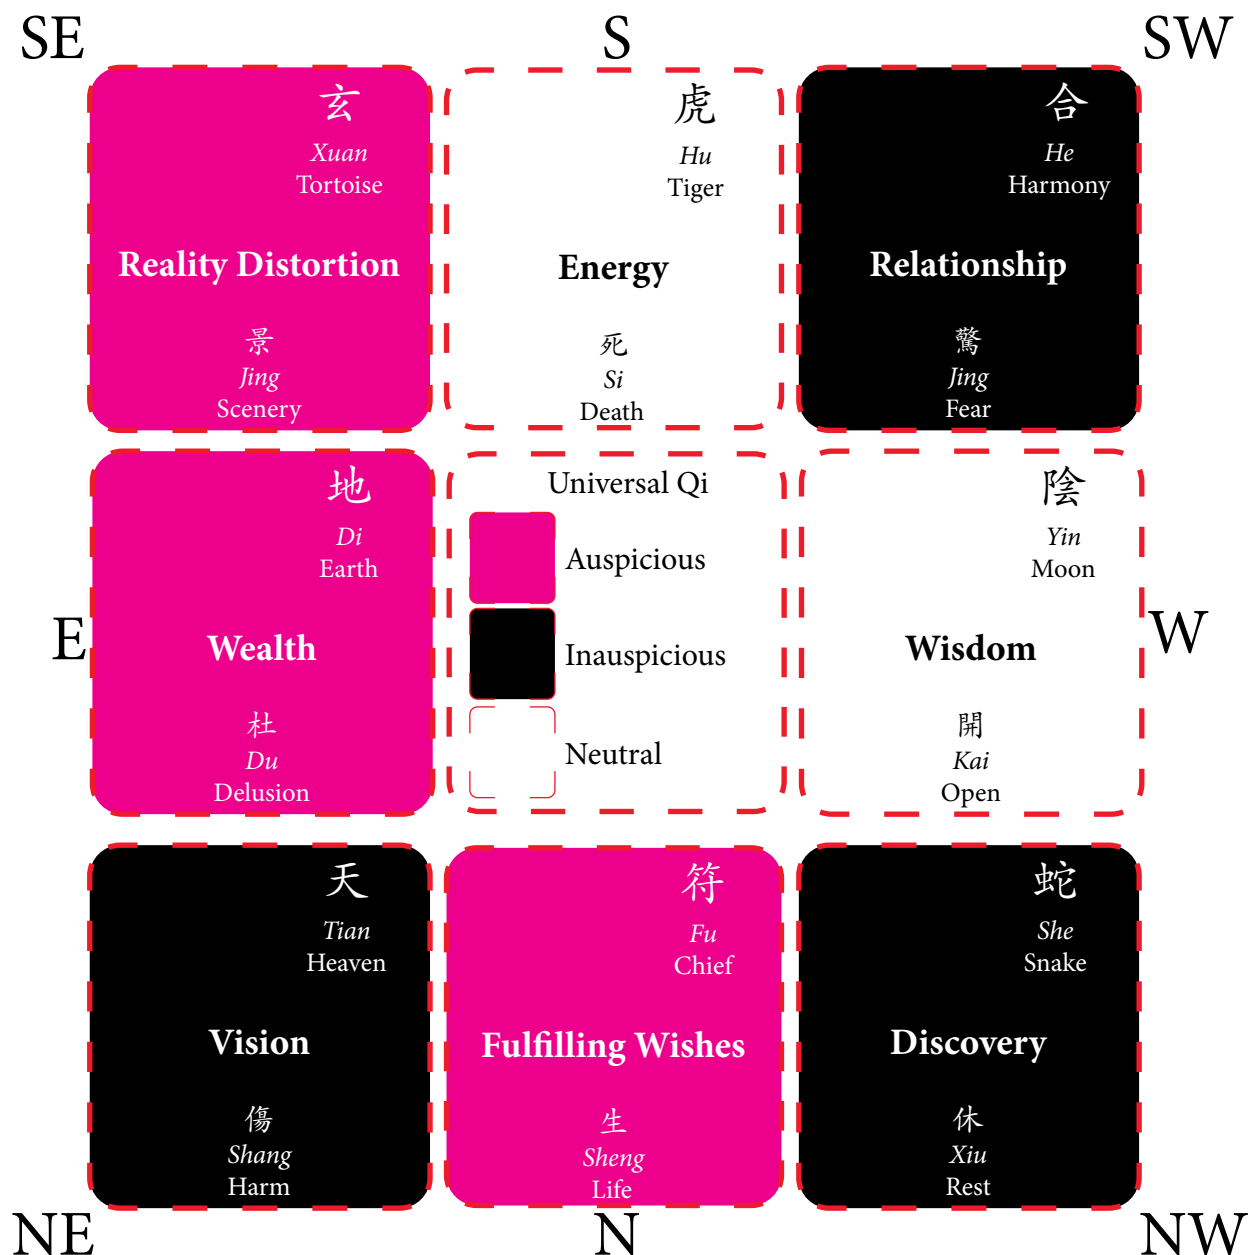 SE
S
SW
玄
Xuan
Tortoise
Reality Distortion
景
Jing
Scenery
虎
Hu
Tiger
Energy
死
Si
Death
合
He
Harmony
Relationship
驚
Jing
Fear
E
地
Di
Earth
Wealth
杜
Du
Delusion
Universal Qi
Auspicious
Inauspicious
Neutral
陰
Yin
Moon
Wisdom
開
Kai
Open
W
天
Tian
Heaven
Vision
傷
Shang
Harm
符
Fu
Chief
Fulfilling Wishes
生
Sheng
Life
蛇
She
Snake
Discovery
休
Xiu
Rest
NE
N
NW